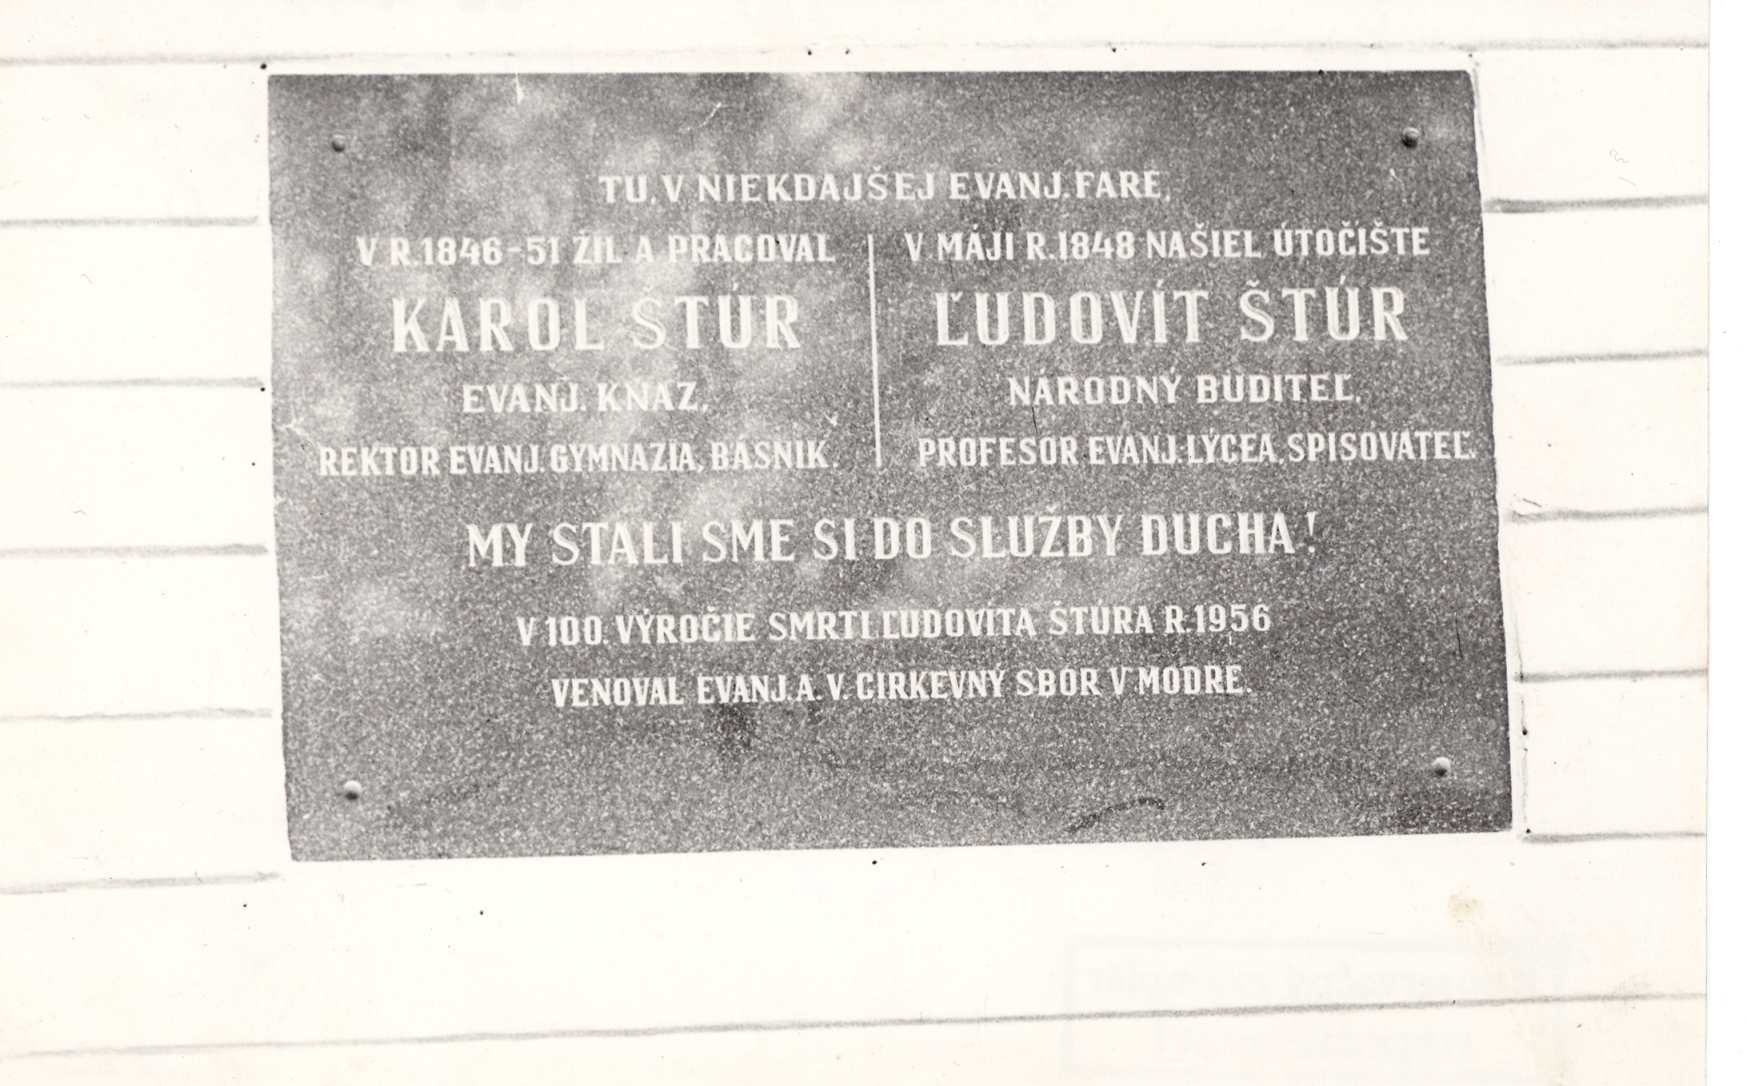 TU, V NIEKDAJŠEJ EVANJ. FARE,
V R. 1846-51 ŽIL A PRACOVAL
KAROL ŠTÚR
EVANJ. KŇAZ,
REKTOR EVANJ. GYMNÁZIA, BÁSNIK.
V MÁJI R. 1848 NAŠIEL ÚTOČIŠTE
ĽUDOVÍT ŠTÚR
NÁRODNÝ BUDITEĽ,
PROFESOR EVANJ. LÝCEA, SPISOVATEĽ.
MY STALI SME SI DO SLUŽBY DUCHA!
V 100. VÝROČIE SMRTI ĽUDOVÍTA ŠTÚRA R. 1956
VENOVAL EVANJ. A. V. CIRKEVNÝ SBOR V MODRE.